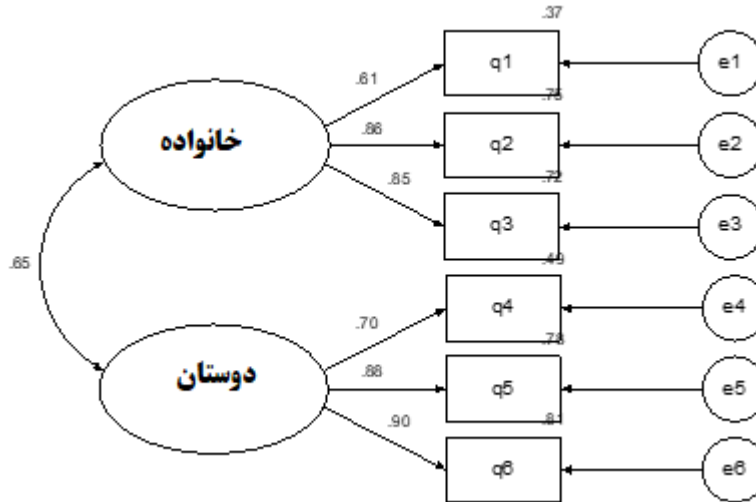 .37
.61
q1
e1
.75
خانواده
.86
q2
e2
.72
.85
q3
e3
.65
.49
.70
q4
e4
.78
دوستان
.88
q5
e5
.81
.90
q6
e6